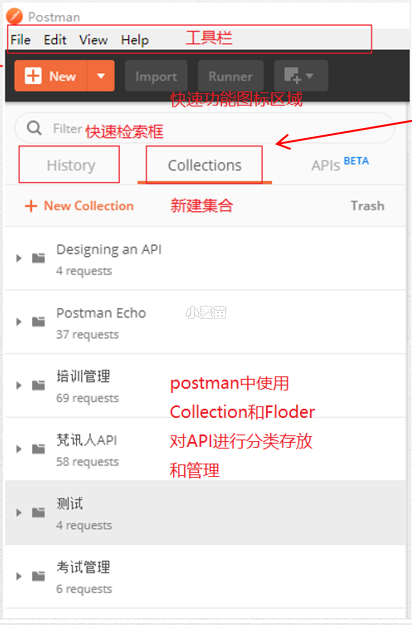 Postman
File Edit View Help 工具栏
New Import Runner
快速功能图标区域
Filter 快速检索框
History Collections APIs BETA
+ New Collection 新建集合 Trash
Designing an API
4 requests
Postman Echo
37 requests
小麦苗
培训管理
69 requests
postman中使用
Collection和Floder
对API进行分类存放
和管理
梵讯人API
58 requests
测试
4 requests
考试管理
6 requests